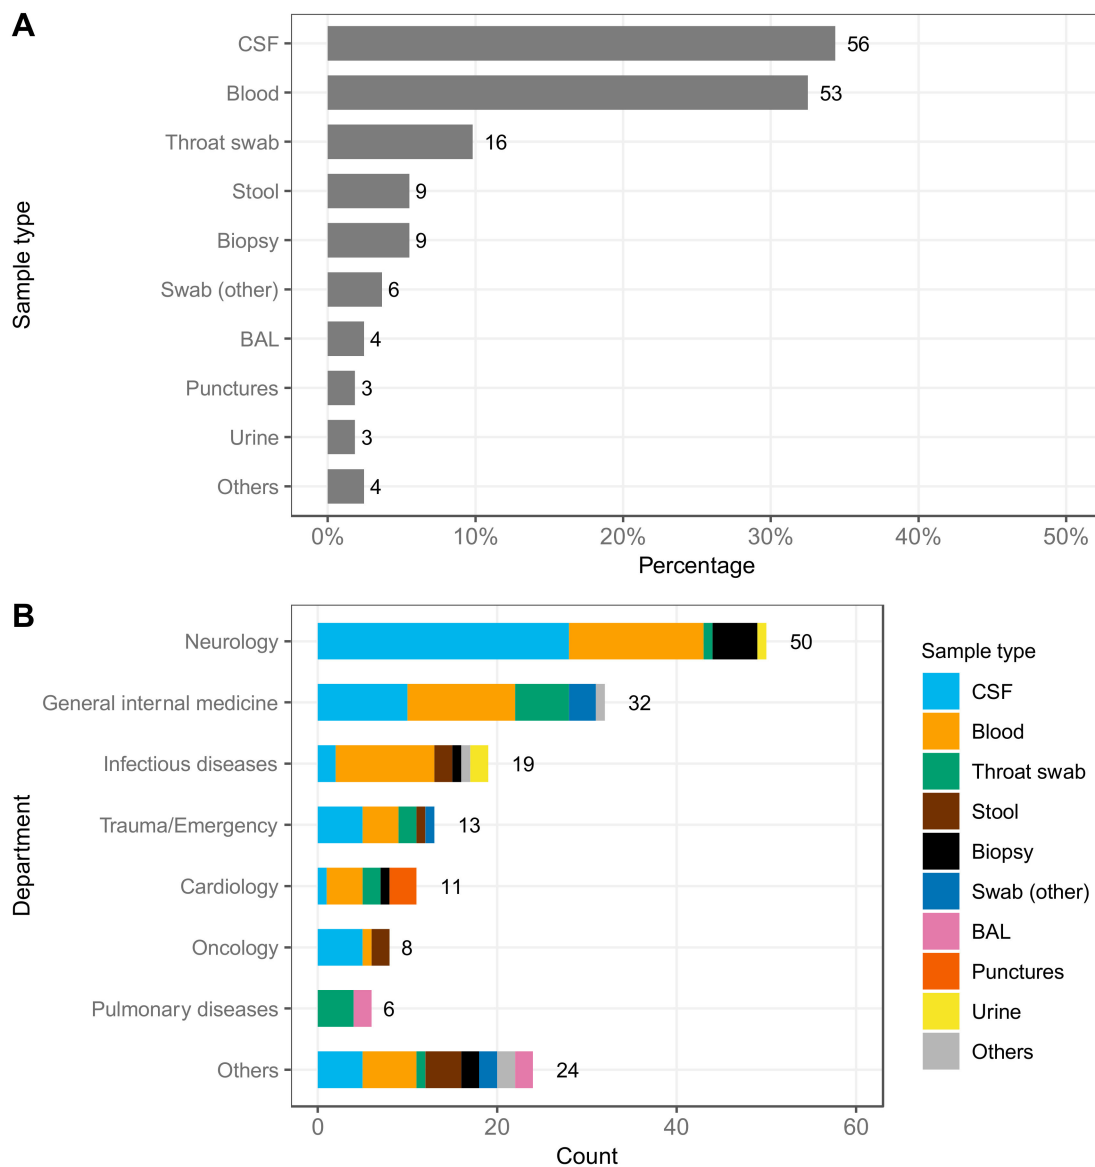 A
CSF 56
Blood 53
Throat swab 16
Stool 9
Biopsy 9
Swab (other) 6
BAL 4
Punctures 3
Urine 3
Others 4
Sample type
0% 10% 20% 30% 40% 50%
Percentage
B
Neurology 50
General internal medicine 32
Infectious diseases 19
Trauma/Emergency 13
Cardiology 11
Oncology 8
Pulmonary diseases 6
Others 24
Department
0 20 40 60
Count
Sample type
CSF
Blood
Throat swab
Stool
Biopsy
Swab (other)
BAL
Punctures
Urine
Others